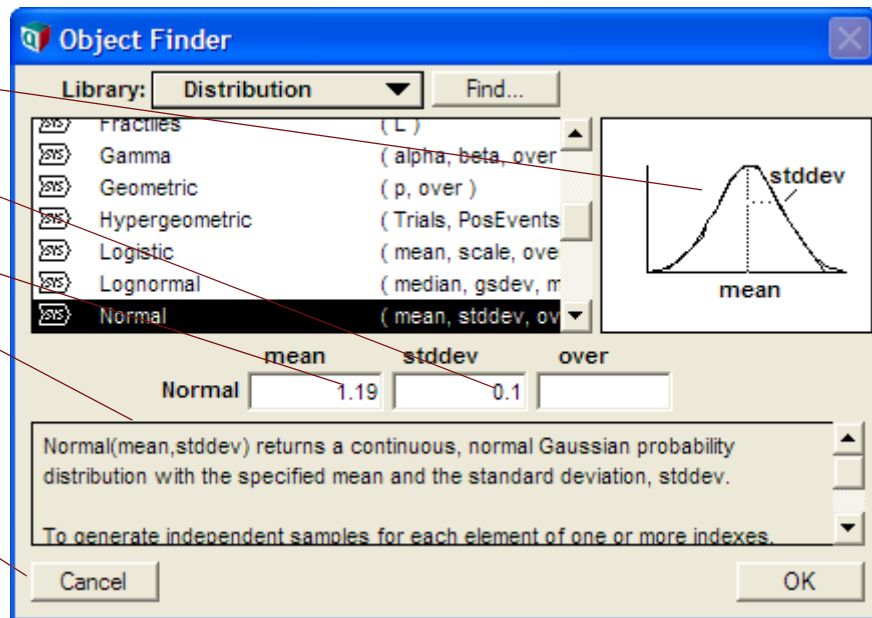 Object Finder
Library: Distribution Find...
Fractiles ( L )
Gamma ( alpha, beta, over
Geometric ( p, over )
Hypergeometric ( Trials, PosEvents
Logistic ( mean, scale, ove
Lognormal ( median, gsdev, m
Normal ( mean, stddev, ov
stddev
mean
mean stddev over
Normal 1.19 0.1
Normal(mean,stddev) returns a continuous, normal Gaussian probability
distribution with the specified mean and the standard deviation, stddev.
To generate independent samples for each element of one or more indexes,
Cancel OK